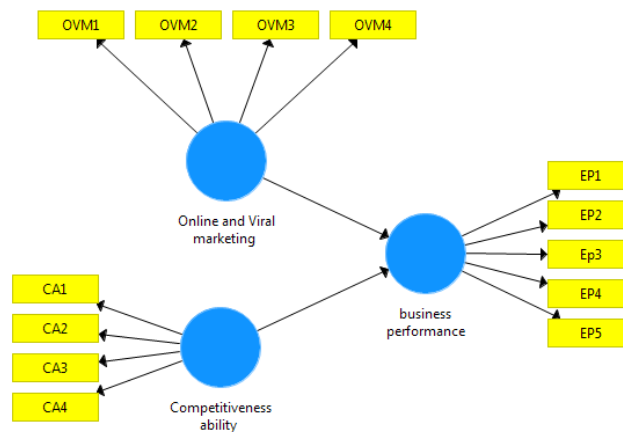 OVM1
OVM2
OVM3
OVM4
Online and Viral
marketing
EP1
EP2
Ep3
EP4
EP5
business
performance
CA1
CA2
CA3
CA4
Competitiveness
ability